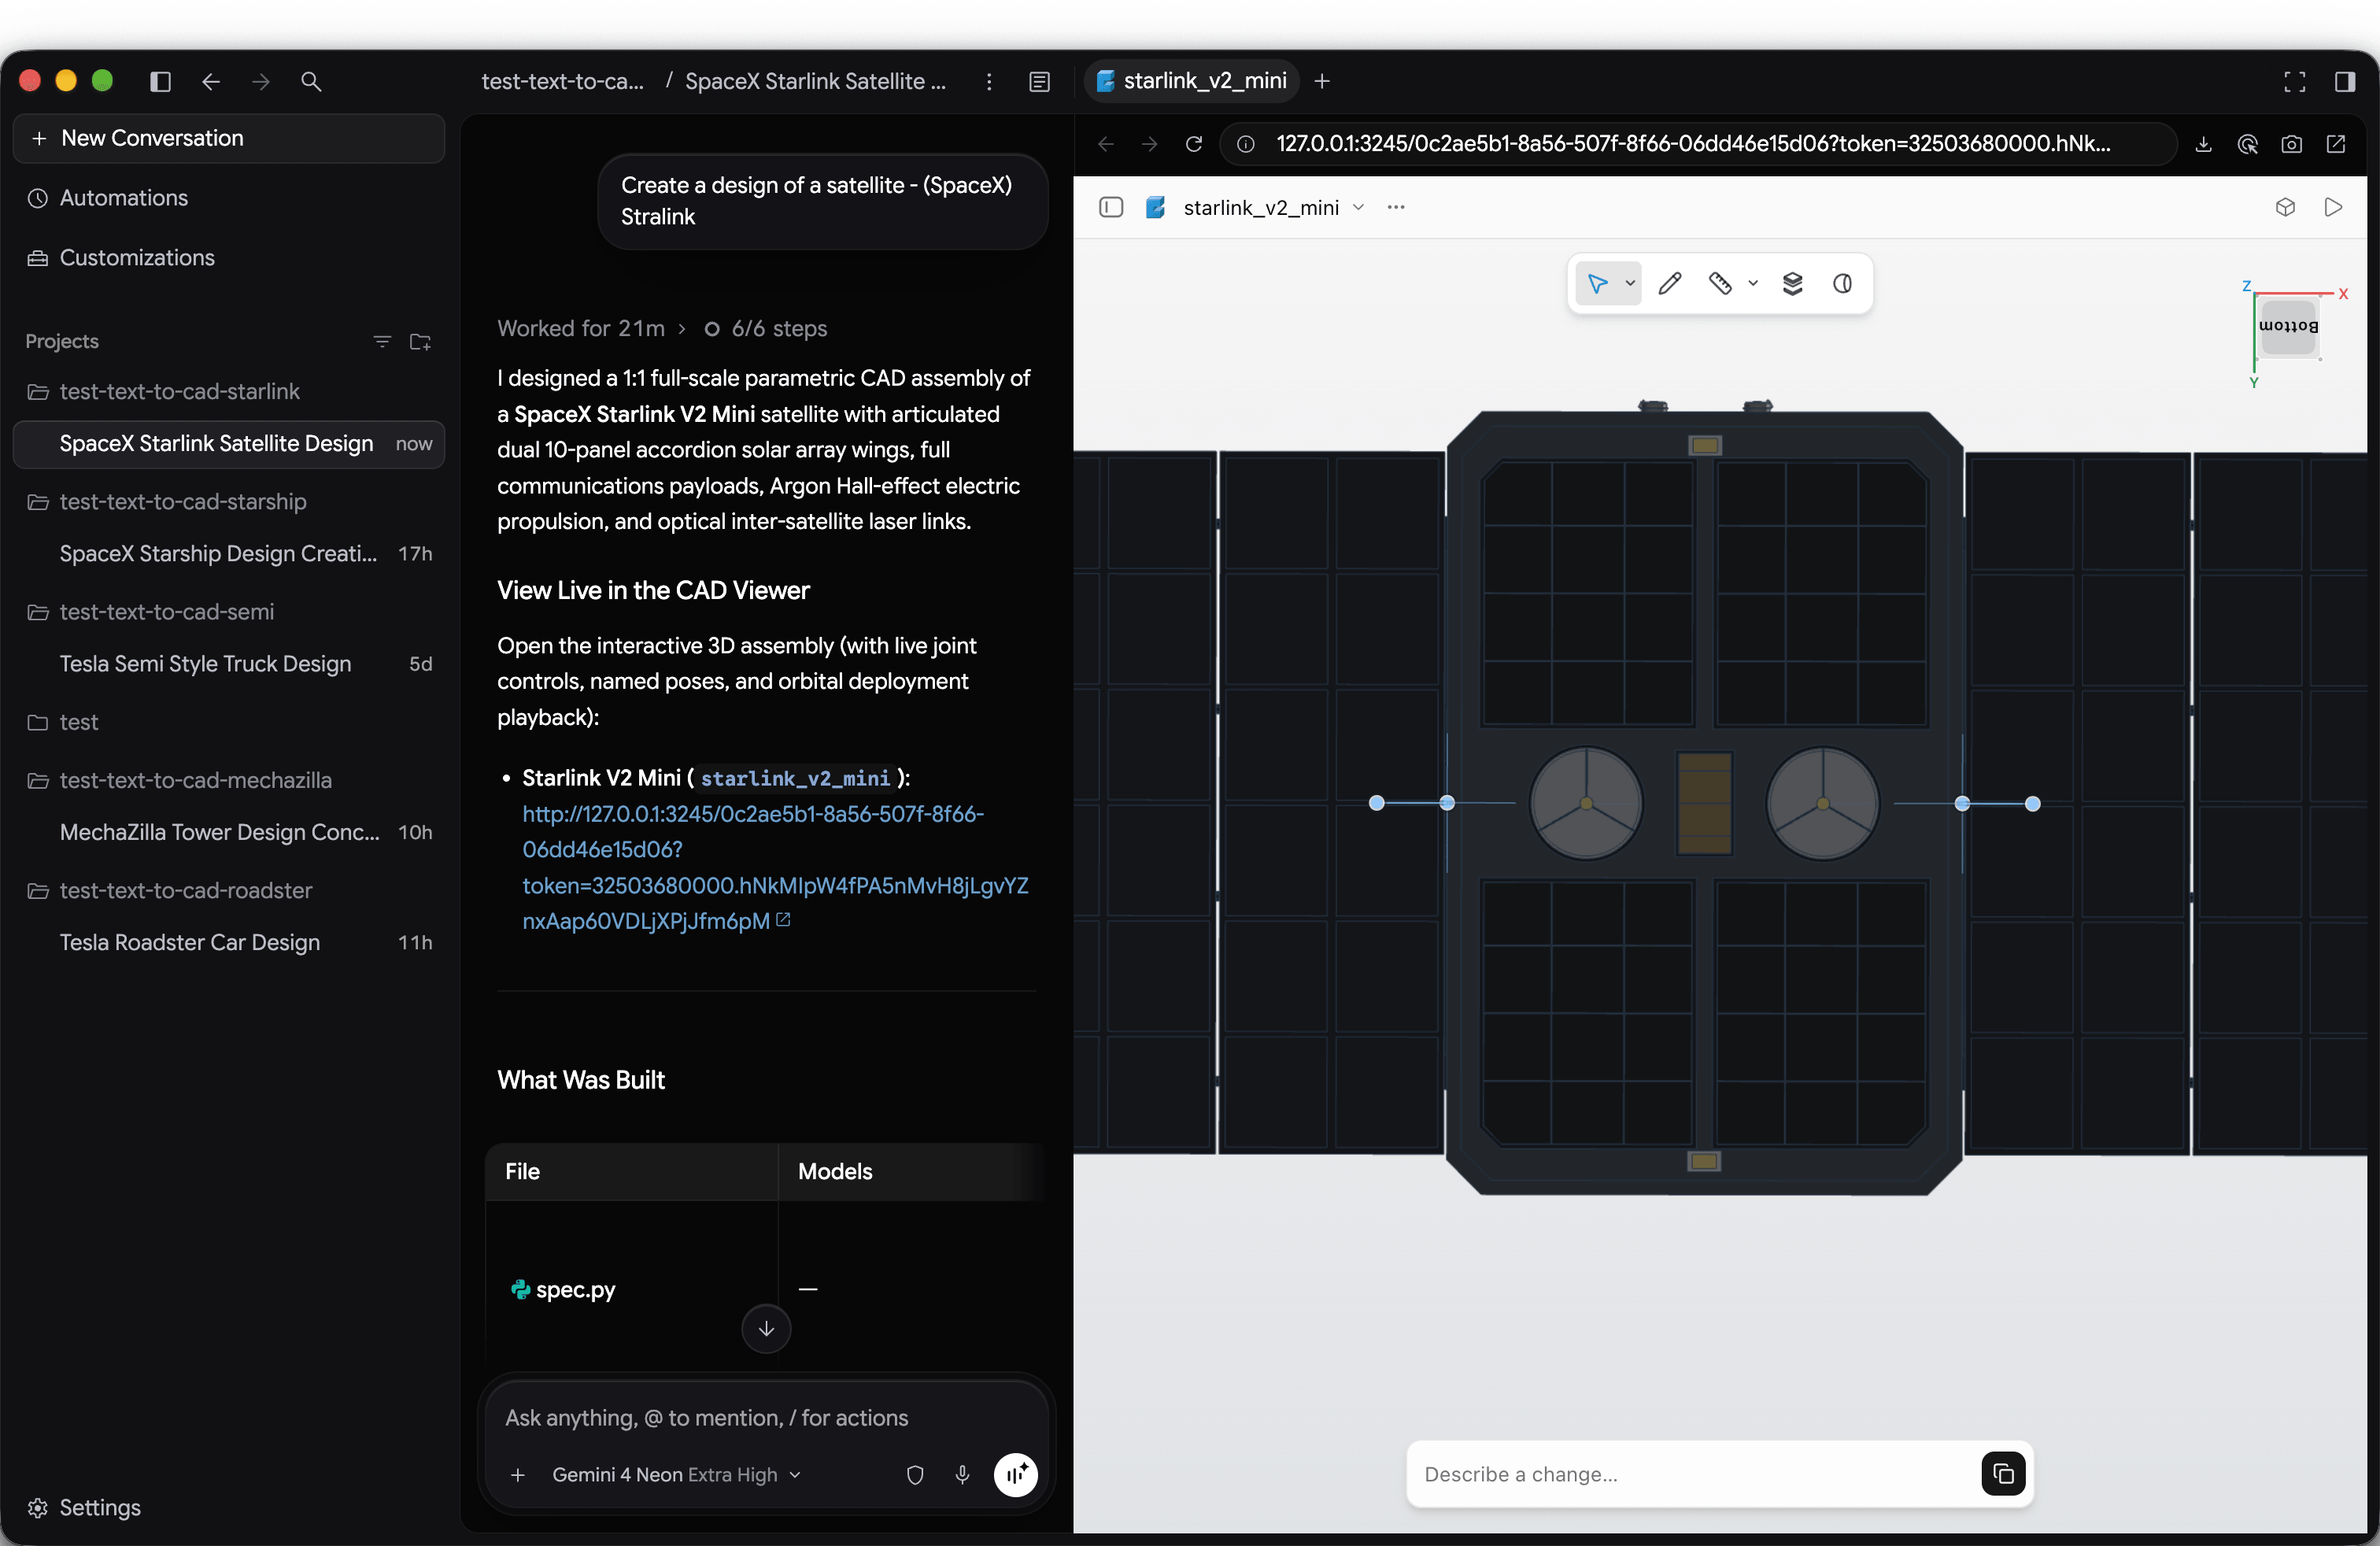 test-text-to-ca... / SpaceX Starlink Satellite ...
starlink_v2_mini
New Conversation
Automations
Customizations
Projects
test-text-to-cad-starlink
SpaceX Starlink Satellite Design now
test-text-to-cad-starship
SpaceX Starship Design Creati... 17h
test-text-to-cad-semi
Tesla Semi Style Truck Design 5d
test
test-text-to-cad-mechazilla
MechaZilla Tower Design Conc... 10h
test-text-to-cad-roadster
Tesla Roadster Car Design 11h
Settings
Create a design of a satellite - (SpaceX)
Stralink
Worked for 21m > 6/6 steps
I designed a 1:1 full-scale parametric CAD assembly of
a SpaceX Starlink V2 Mini satellite with articulated
dual 10-panel accordion solar array wings, full
communications payloads, Argon Hall-effect electric
propulsion, and optical inter-satellite laser links.
View Live in the CAD Viewer
Open the interactive 3D assembly (with live joint
controls, named poses, and orbital deployment
playback):
• Starlink V2 Mini ( starlink_v2_mini ):
http://127.0.0.1:3245/0c2ae5b1-8a56-507f-8f66-
06dd46e15d06?
token=32503680000.hNkMIpW4fPA5nMvH8jLgvYZ
nxAap60VDLjXPjJfm6pM
What Was Built
File Models
spec.py —
Ask anything, @ to mention, / for actions
Gemini 4 Neon Extra High
127.0.0.1:3245/0c2ae5b1-8a56-507f-8f66-06dd46e15d06?token=32503680000.hNk...
starlink_v2_mini
Z X
Bottom
Y
Describe a change...